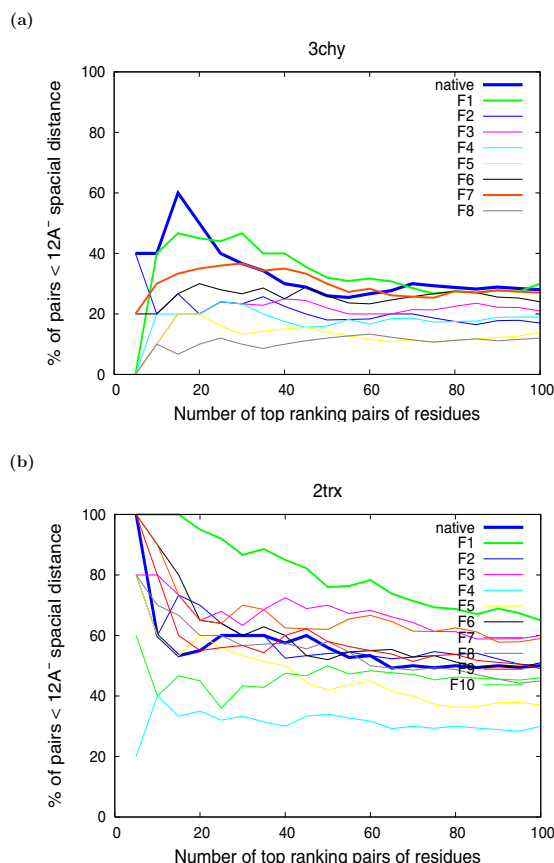 (a)
3chy
% of pairs < 12A¯ spacial distance
100
80
60
40
20
0
native
F1
F2
F3
F4
F5
F6
F7
F8
0 20 40 60 80 100
Number of top ranking pairs of residues
(b)
2trx
% of pairs < 12A¯ spacial distance
100
80
60
40
20
0
native
F1
F2
F3
F4
F5
F6
F7
F8
F9
F10
0 20 40 60 80 100
Number of top ranking pairs of residues